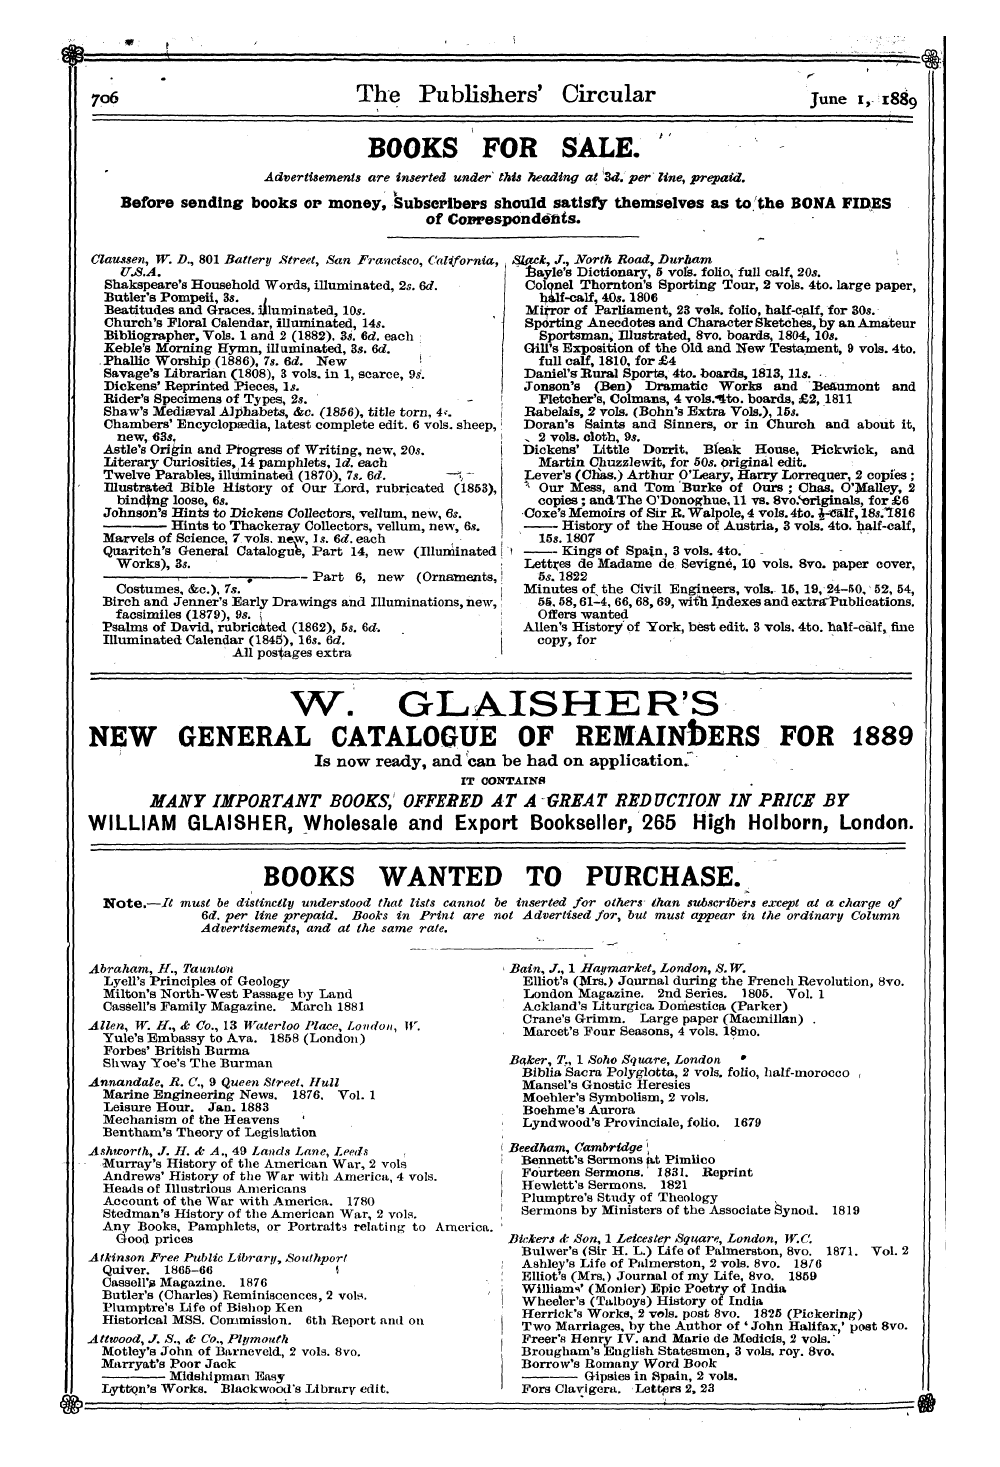 706
The Publishers' Circular
June 1, 1889
BOOKS FOR SALE.
Advertisements are inserted under this heading at 3d. per line, prepaid.
Before sending books or money, Subscribers should satisfy themselves as to the BONA FIDES
of Correspondents.
Claussen, W. D., 801 Battery Street, San Francisco, California,
U.S.A.
Shakspeare's Household Words, illuminated, 2s. 6d.
Butler's Pompeii, 3s.
Beatitudes and Graces, illuminated, 10s.
Church's Floral Calendar, illuminated, 14s.
Bibliographer, Vols. 1 and 2 (1882). 3s. 6d. each
Keble's Morning Hymn, illuminated, 3s. 6d.
Phallic Worship (1886), 7s. 6d. New
Savage's Librarian (1808), 3 vols. in 1, scarce, 9s.
Dickens' Reprinted Pieces, 1s.
Rider's Specimens of Types, 2s.
Shaw's Mediæval Alphabets, &c. (1856), title torn, 4s.
Chambers' Encyclopædia, latest complete edit. 6 vols. sheep,
new, 63s.
Astle's Origin and Progress of Writing, new, 20s.
Literary Curiosities, 14 pamphlets, 1d. each
Twelve Parables, illuminated (1870), 7s. 6d.
Illustrated Bible History of Our Lord, rubricated (1853),
binding loose, 6s.
Johnson's Hints to Dickens Collectors, vellum, new, 6s.
——— Hints to Thackeray Collectors, vellum, new, 6s.
Marvels of Science, 7 vols. new, 1s. 6d. each
Quaritch's General Catalogue, Part 14, new (Illuminated
Works), 3s.
——— Part 6, new (Ornaments,
Costumes, &c.), 7s.
Birch and Jenner's Early Drawings and Illuminations, new,
facsimiles (1879), 9s.
Psalms of David, rubricated (1862), 5s. 6d.
Illuminated Calendar (1845), 16s. 6d.
All postages extra
Slack, J., North Road, Durham
Bayle's Dictionary, 5 vols. folio, full calf, 20s.
Colonel Thornton's Sporting Tour, 2 vols. 4to. large paper,
half-calf, 40s. 1806
Mirror of Parliament, 23 vols. folio, half-calf, for 30s.
Sporting Anecdotes and Character Sketches, by an Amateur
Sportsman, Illustrated, 8vo. boards, 1804, 10s.
Gill's Exposition of the Old and New Testament, 9 vols. 4to.
full calf, 1810, for £4
Daniel's Rural Sports, 4to. boards, 1813, 11s.
Jonson's (Ben) Dramatic Works and Beaumont and
Fletcher's, Colmans, 4 vols. 4to. boards, £2, 1811
Rabelais, 2 vols. (Bohn's Extra Vols.), 15s.
Doran's Saints and Sinners, or in Church and about it,
2 vols. cloth, 9s.
Dickens' Little Dorrit, Bleak House, Pickwick, and
Martin Chuzzlewit, for 50s. original edit.
Lever's (Chas.) Arthur O'Leary, Harry Lorrequer, 2 copies;
Our Mess, and Tom Burke of Ours; Chas. O'Malley, 2
copies; and The O'Donoghue, 11 vs. 8vo. originals, for £6
Coxe's Memoirs of Sir R. Walpole, 4 vols. 4to. ½-calf, 18s. 1816
——— History of the House of Austria, 3 vols. 4to. half-calf,
15s. 1807
——— Kings of Spain, 3 vols. 4to.
Lettres de Madame de Sevigné, 10 vols. 8vo. paper cover,
5s. 1822
Minutes of the Civil Engineers, vols. 15, 19, 24-50, 52, 54,
55, 58, 61-4, 66, 68, 69, with Indexes and extra Publications.
Offers wanted
Allen's History of York, best edit. 3 vols. 4to. half-calf, fine
copy, for
W. GLAISHER'S
NEW GENERAL CATALOGUE OF REMAINDERS FOR 1889
Is now ready, and can be had on application.
IT CONTAINS
MANY IMPORTANT BOOKS, OFFERED AT A GREAT REDUCTION IN PRICE BY
WILLIAM GLAISHER, Wholesale and Export Bookseller, 265 High Holborn, London.
BOOKS WANTED TO PURCHASE.
Note.—It must be distinctly understood that lists cannot be inserted for others than subscribers except at a charge of
6d. per line prepaid. Books in Print are not Advertised for, but must appear in the ordinary Column
Advertisements, and at the same rate.
Abraham, H., Taunton
Lyell's Principles of Geology
Milton's North-West Passage by Land
Cassell's Family Magazine. March 1881
Allen, W. H., & Co., 13 Waterloo Place, London, W.
Yule's Embassy to Ava. 1858 (London)
Forbes' British Burma
Shway Yoe's The Burman
Annandale, R. C., 9 Queen Street, Hull
Marine Engineering News. 1876. Vol. 1
Leisure Hour. Jan. 1883
Mechanism of the Heavens
Bentham's Theory of Legislation
Ashworth, J. H. & A., 49 Lands Lane, Leeds
Murray's History of the American War, 2 vols
Andrews' History of the War with America, 4 vols.
Heads of Illustrious Americans
Account of the War with America. 1780
Stedman's History of the American War, 2 vols.
Any Books, Pamphlets, or Portraits relating to America.
Good prices
Atkinson Free Public Library, Southport
Quiver. 1865-66
Cassell's Magazine. 1876
Butler's (Charles) Reminiscences, 2 vols.
Plumptre's Life of Bishop Ken
Historical MSS. Commission. 6th Report and on
Attwood, J. S., & Co., Plymouth
Motley's John of Barneveld, 2 vols. 8vo.
Marryat's Poor Jack
——— Midshipman Easy
Lytton's Works. Blackwood's Library edit.
Bain, J., 1 Haymarket, London, S.W.
Elliot's (Mrs.) Journal during the French Revolution, 8vo.
London Magazine. 2nd Series. 1805. Vol. 1
Ackland's Liturgica Domestica (Parker)
Crane's Grimm. Large paper (Macmillan)
Marcet's Four Seasons, 4 vols. 18mo.
Baker, T., 1 Soho Square, London
Biblia Sacra Polyglotta, 2 vols. folio, half-morocco
Mansel's Gnostic Heresies
Moehler's Symbolism, 2 vols.
Boehme's Aurora
Lyndwood's Provinciale, folio. 1679
Beedham, Cambridge
Bennett's Sermons at Pimlico
Fourteen Sermons. 1831. Reprint
Hewlett's Sermons. 1821
Plumptre's Study of Theology
Sermons by Ministers of the Associate Synod. 1819
Bickers & Son, 1 Leicester Square, London, W.C.
Bulwer's (Sir H. L.) Life of Palmerston, 8vo. 1871. Vol. 2
Ashley's Life of Palmerston, 2 vols. 8vo. 1876
Elliot's (Mrs.) Journal of my Life, 8vo. 1859
Williams' (Monier) Epic Poetry of India
Wheeler's (Talboys) History of India
Herrick's Works, 2 vols. post 8vo. 1825 (Pickering)
Two Marriages, by the Author of 'John Halifax,' post 8vo.
Freer's Henry IV. and Marie de Medicis, 2 vols.
Brougham's English Statesmen, 3 vols. roy. 8vo.
Borrow's Romany Word Book
——— Gipsies in Spain, 2 vols.
Fors Clavigera. Letters 2, 23